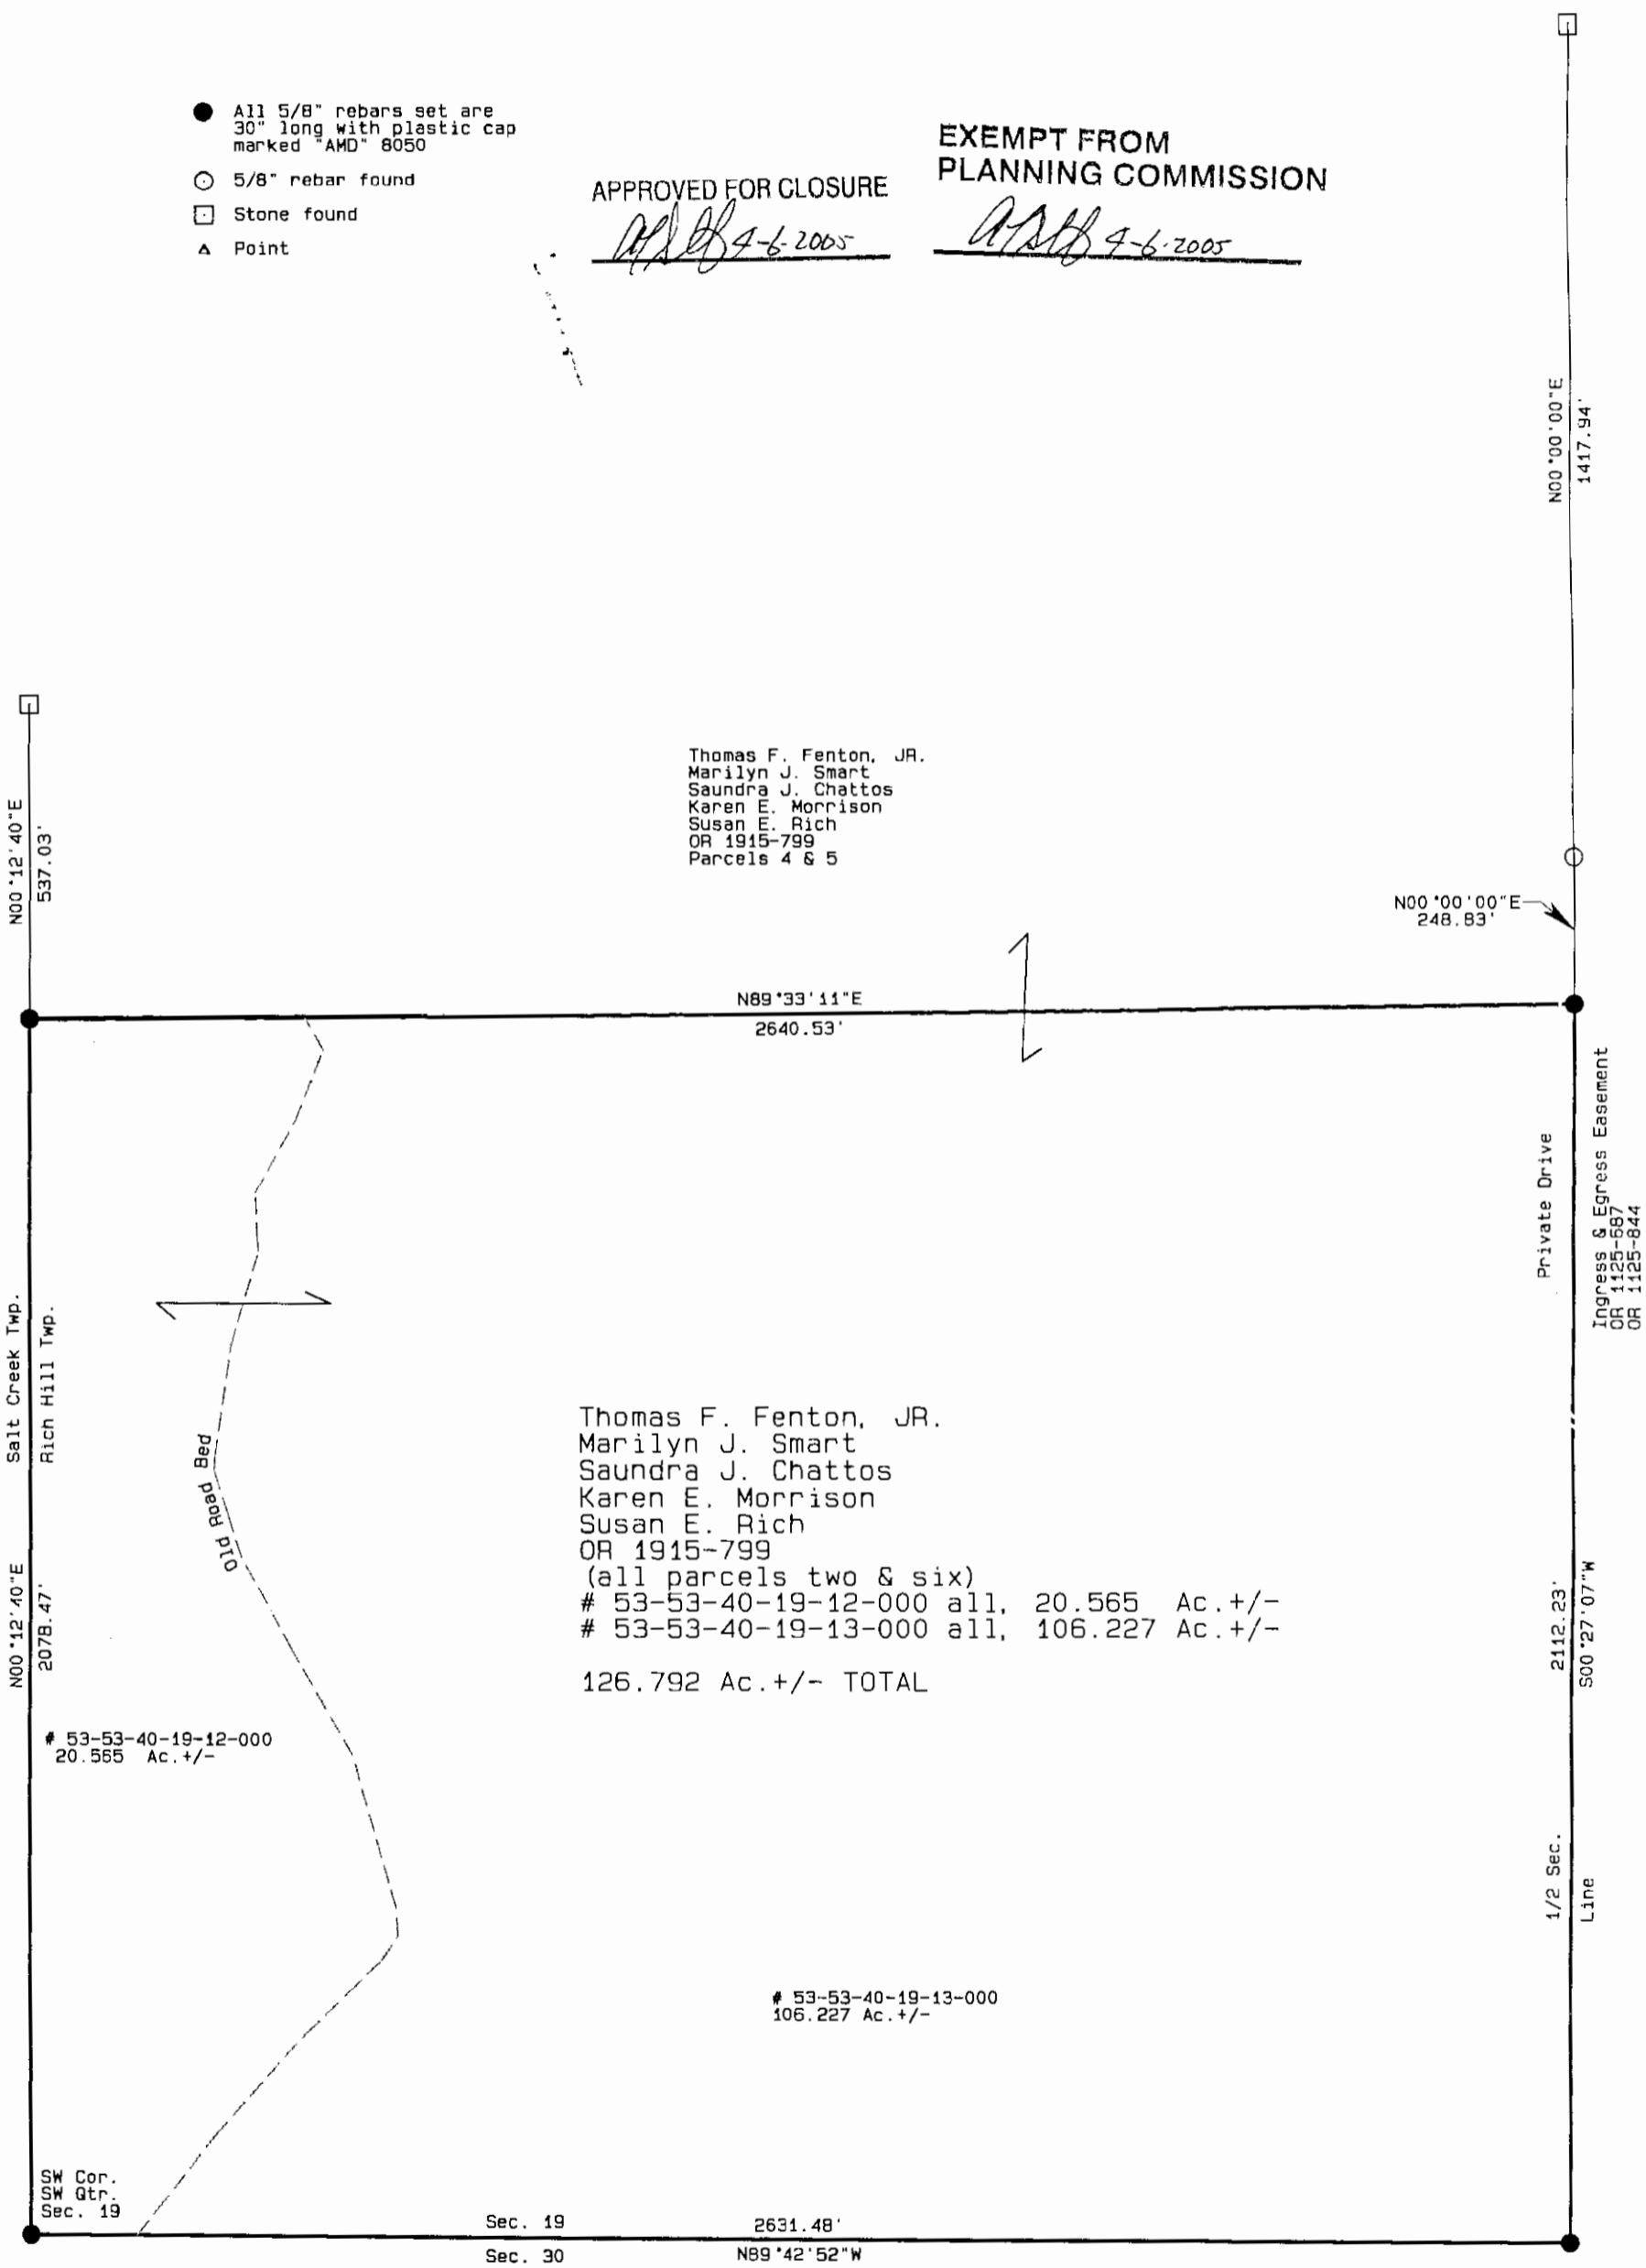 All 5/8" rebars set are
30" long with plastic cap
marked "AMD" 8050
5/8" rebar found
Stone found
Point
APPROVED FOR CLOSURE
4-6-2005
EXEMPT FROM
PLANNING COMMISSION
4-6-2005
N00°00'00"E
1417.94'
N00°12'40"E
537.03'
Thomas F. Fenton, JR.
Marilyn J. Smart
Saundra J. Chattos
Karen E. Morrison
Susan E. Rich
OR 1915-799
Parcels 4 & 5
N00°00'00"E
248.83'
N89°33'11"E
2640.53'
Private Drive
Ingress & Egress Easement
OR 1125-687
OR 1125-844
Salt Creek Twp.
Rich Hill Twp.
Old Road Bed
Thomas F. Fenton, JR.
Marilyn J. Smart
Saundra J. Chattos
Karen E. Morrison
Susan E. Rich
OR 1915-799
(all parcels two & six)
# 53-53-40-19-12-000 all, 20.565 Ac.+/-
# 53-53-40-19-13-000 all, 106.227 Ac.+/-
126.792 Ac.+/- TOTAL
N00°12'40"E
2078.47'
2112.23'
S00°27'07"W
# 53-53-40-19-12-000
20.565 Ac.+/-
1/2 Sec.
Line
# 53-53-40-19-13-000
106.227 Ac.+/-
SW Cor.
SW Qtr.
Sec. 19
Sec. 19
2631.48'
Sec. 30
N89°42'52"W